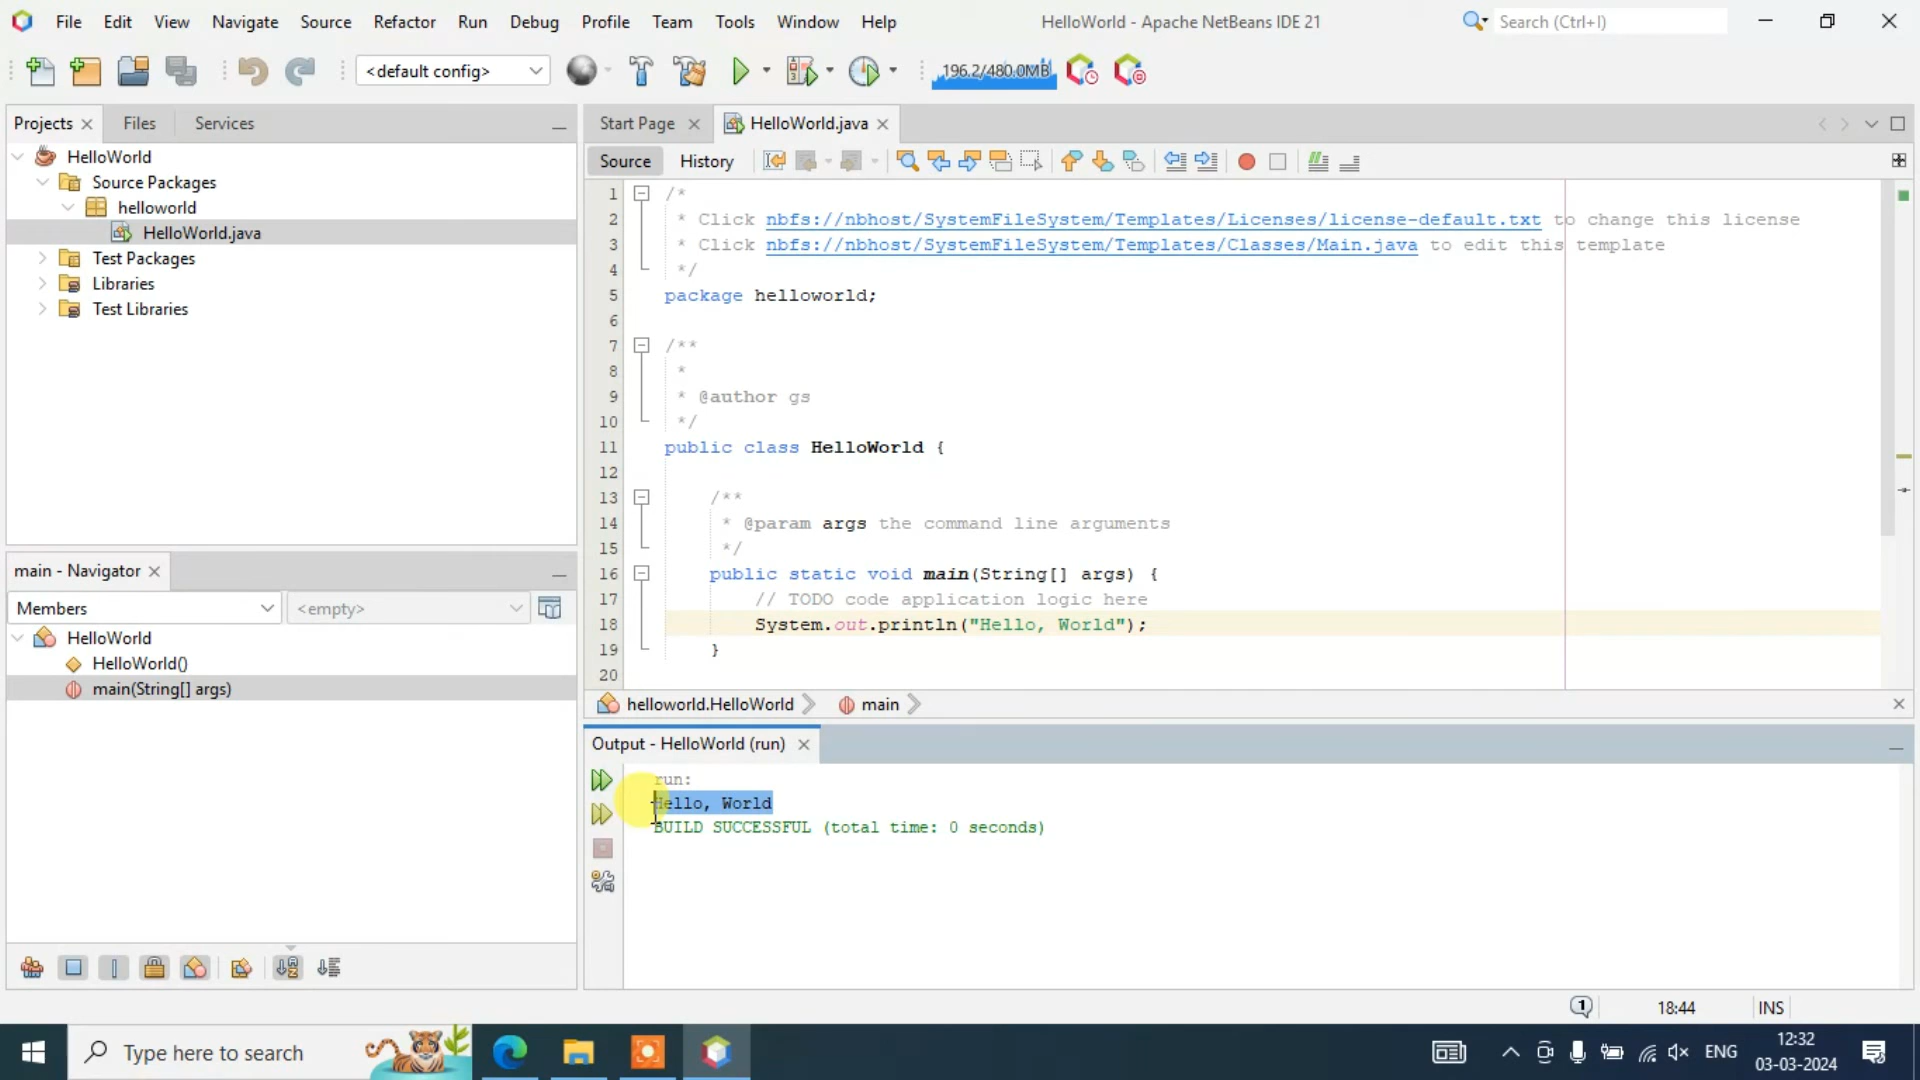 File Edit View Navigate Source Refactor Run Debug Profile Team Tools Window Help
HelloWorld - Apache NetBeans IDE 21
Search (Ctrl+I)
<default config>
196.2/480.0MB
Projects Files Services
HelloWorld
Source Packages
helloworld
HelloWorld.java
Test Packages
Libraries
Test Libraries
main - Navigator
Members
<empty>
HelloWorld
HelloWorld()
main(String[] args)
Start Page HelloWorld.java
Source History
1 /*
2 * Click nbfs://nbhost/SystemFileSystem/Templates/Licenses/license-default.txt to change this license
3 * Click nbfs://nbhost/SystemFileSystem/Templates/Classes/Main.java to edit this template
4 */
5 package helloworld;
6
7 /**
8 *
9 * @author gs
10 */
11 public class HelloWorld {
12
13 /**
14 * @param args the command line arguments
15 */
16 public static void main(String[] args) {
17 // TODO code application logic here
18 System.out.println("Hello, World");
19 }
20
helloworld.HelloWorld main
Output - HelloWorld (run)
run:
Hello, World
BUILD SUCCESSFUL (total time: 0 seconds)
1 18:44 INS
Type here to search
ENG
12:32
03-03-2024